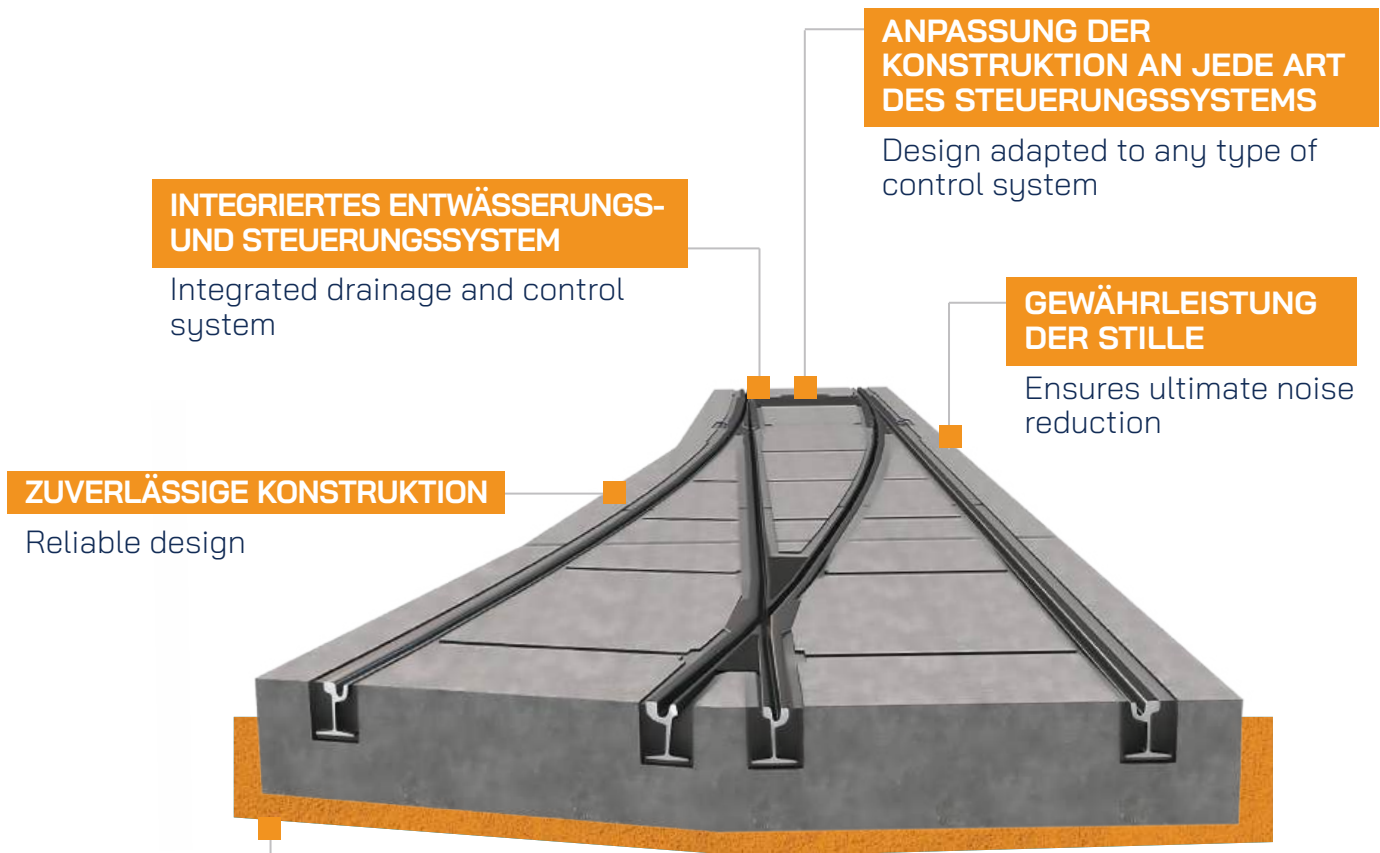 ANPASSUNG DER
KONSTRUKTION AN JEDE ART
DES STEUERUNGSSYSTEMS
Design adapted to any type of
control system
INTEGRIERTES ENTWÄSSERUNGS-
UND STEUERUNGSSYSTEM
Integrated drainage and control
system
GEWÄHRLEISTUNG
DER STILLE
Ensures ultimate noise
reduction
ZUVERLÄSSIGE KONSTRUKTION
Reliable design